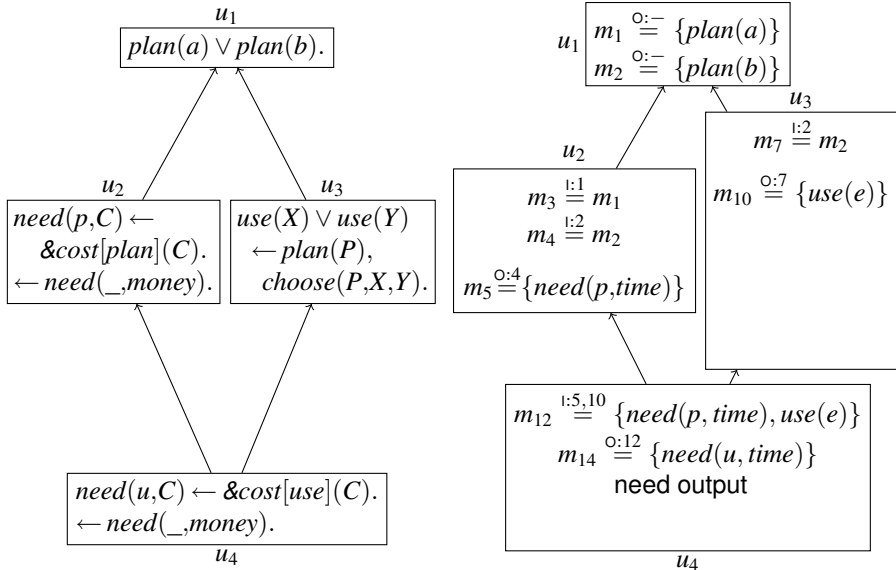 u₁
plan(a) ∨ plan(b).
u₂
need(p,C) ←
&cost[plan](C).
← need(_,money).
u₃
use(X) ∨ use(Y)
← plan(P),
choose(P,X,Y).
need(u,C) ← &cost[use](C).
← need(_,money).
u₄
u₁
m₁ ≝^{O:−} {plan(a)}
m₂ ≝^{O:−} {plan(b)}
u₂
m₃ =^{I:1} m₁
m₄ =^{I:2} m₂
m₅ =^{O:4} {need(p,time)}
u₃
m₇ =^{I:2} m₂
m₁₀ =^{O:7} {use(e)}
m₁₂ =^{I:5,10} {need(p, time), use(e)}
m₁₄ =^{O:12} {need(u, time)}
need output
u₄